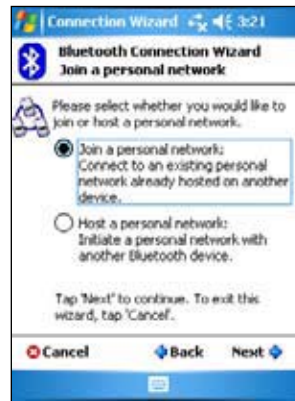 Connection Wizard 3:21
Bluetooth Connection Wizard
Join a personal network
Please select whether you would like to
join or host a personal network.
Join a personal network:
Connect to an existing personal
network already hosted on another
device.
Host a personal network:
Initiate a personal network with
another Bluetooth device.
Tap 'Next' to continue. To exit this
wizard, tap 'Cancel'.
Cancel Back Next